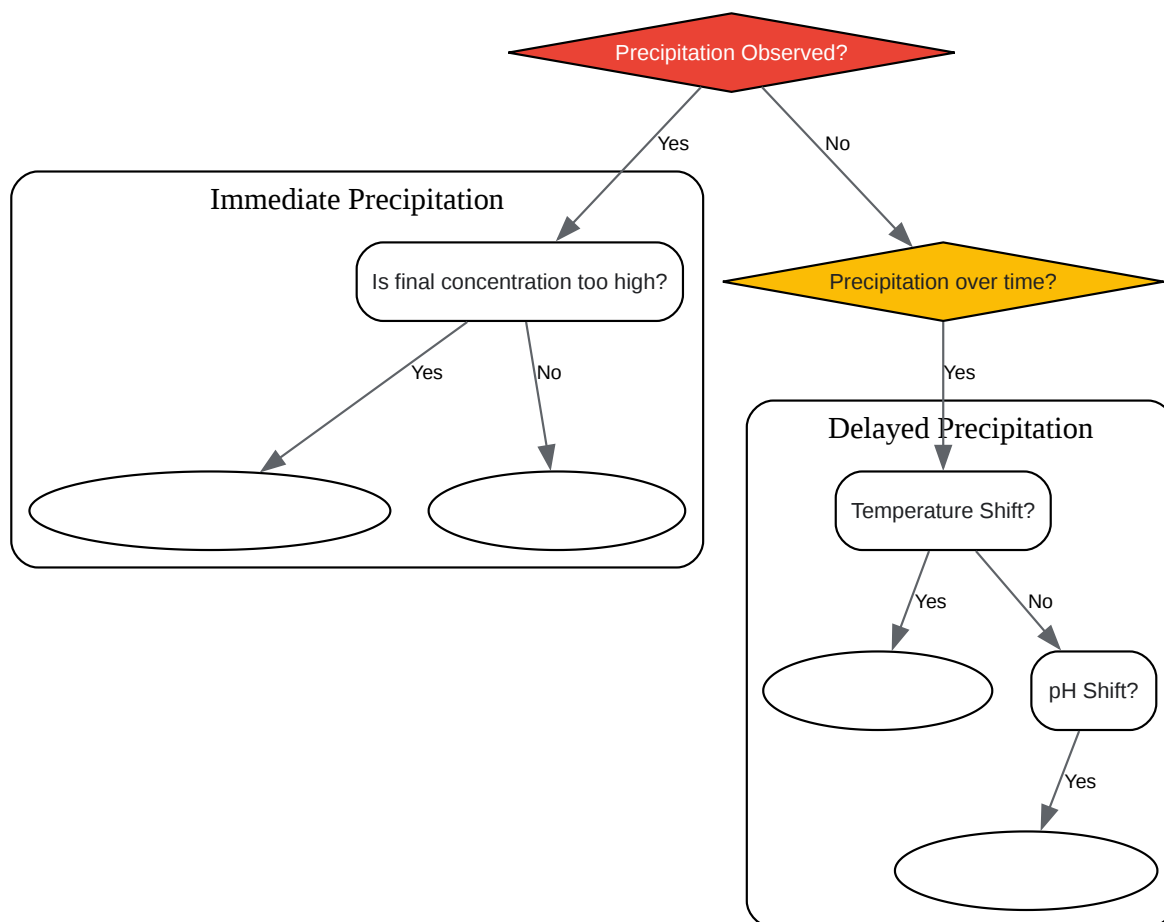 Precipitation Observed?
Yes
No
Immediate Precipitation
Is final concentration too high?
Precipitation over time?
Yes
No
Yes
Delayed Precipitation
Temperature Shift?
Yes
No
pH Shift?
Yes